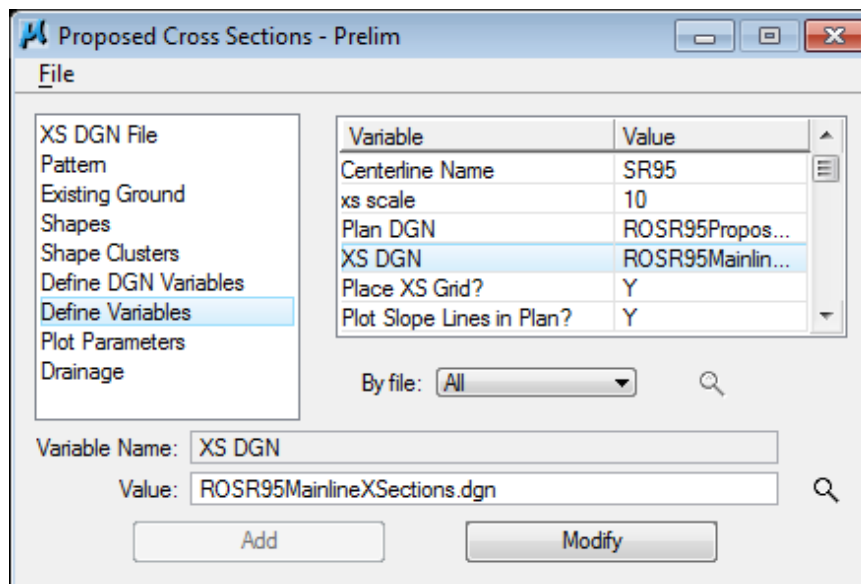 Proposed Cross Sections - Prelim
File
XS DGN File
Pattern
Existing Ground
Shapes
Shape Clusters
Define DGN Variables
Define Variables
Plot Parameters
Drainage
Variable Value
Centerline Name SR95
xs scale 10
Plan DGN ROSR95Propos...
XS DGN ROSR95Mainlin...
Place XS Grid? Y
Plot Slope Lines in Plan? Y
By file: All
Variable Name: XS DGN
Value: ROSR95MainlineXSections.dgn
Add Modify